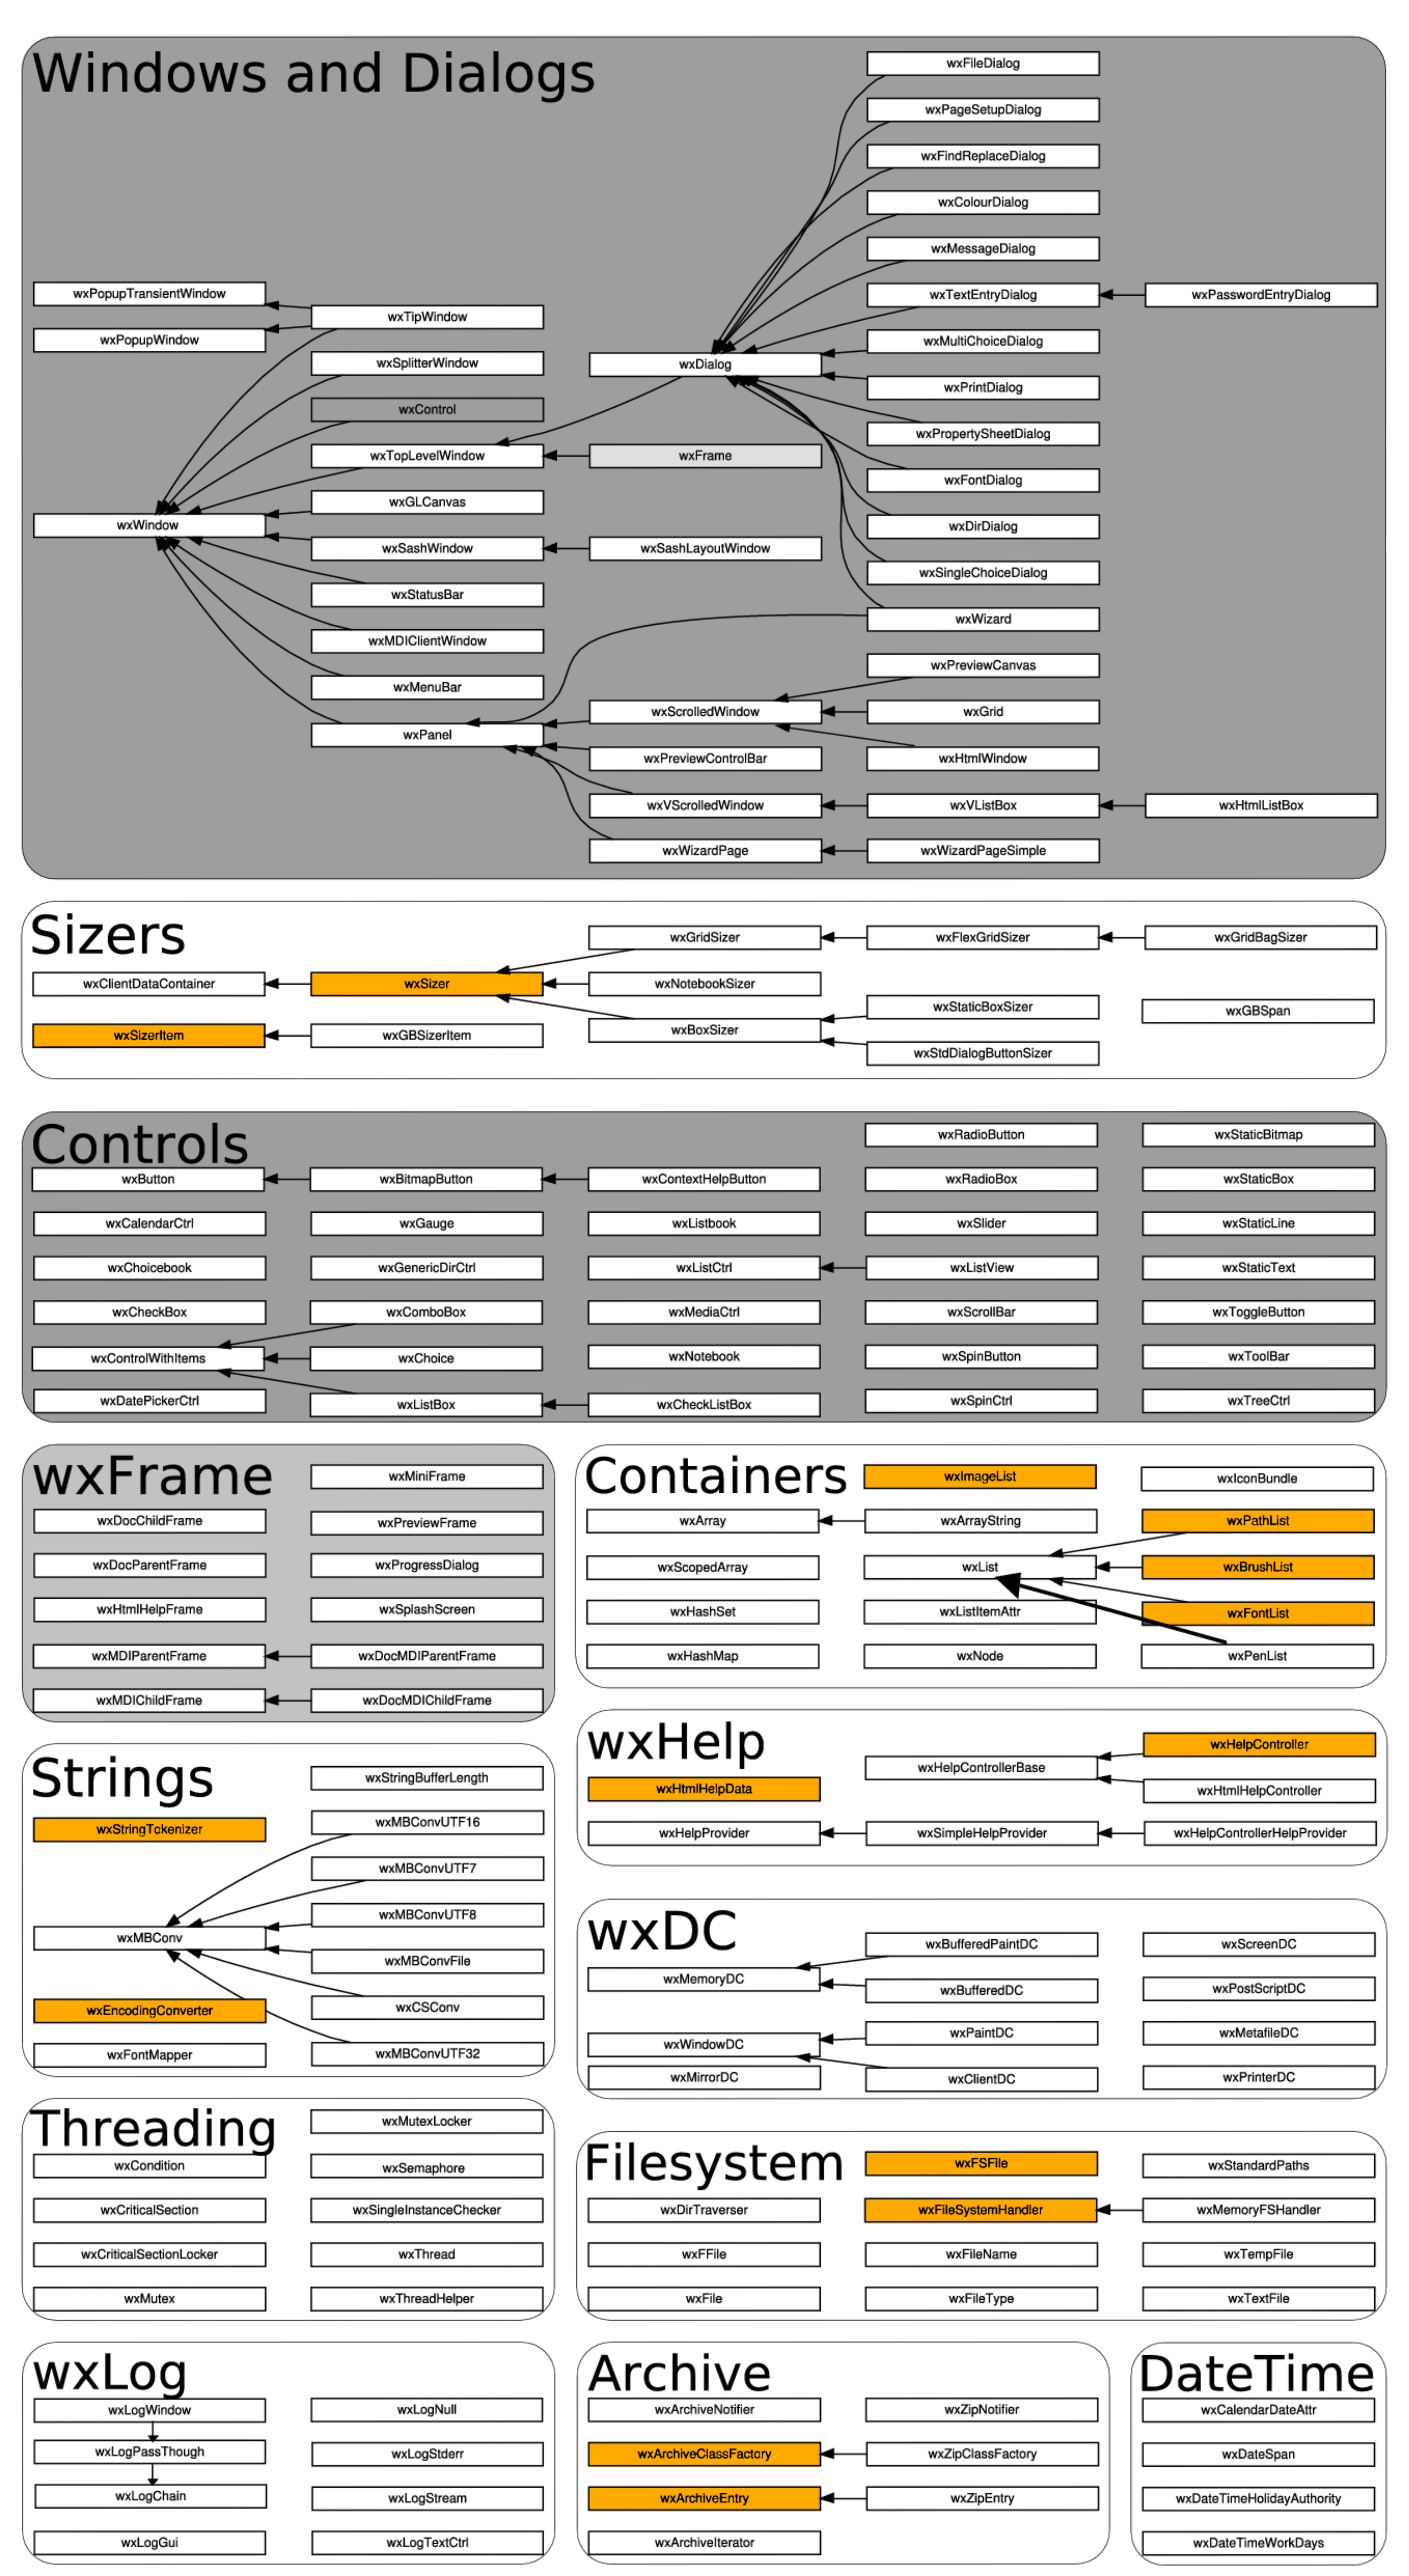 Windows and Dialogs
wxFileDialog
wxPageSetupDialog
wxFindReplaceDialog
wxColourDialog
wxMessageDialog
wxPopupTransientWindow
wxTextEntryDialog
wxPasswordEntryDialog
wxTipWindow
wxPopupWindow
wxMultiChoiceDialog
wxSplitterWindow
wxDialog
wxPrintDialog
wxControl
wxPropertySheetDialog
wxTopLevelWindow
wxFrame
wxFontDialog
wxGLCanvas
wxWindow
wxDirDialog
wxSashWindow
wxSashLayoutWindow
wxSingleChoiceDialog
wxStatusBar
wxWizard
wxMDIClientWindow
wxPreviewCanvas
wxMenuBar
wxScrolledWindow
wxGrid
wxPanel
wxPreviewControlBar
wxHtmlWindow
wxVScrolledWindow
wxVListBox
wxHtmlListBox
wxWizardPage
wxWizardPageSimple
Sizers
wxGridSizer
wxFlexGridSizer
wxGridBagSizer
wxClientDataContainer
wxSizer
wxNotebookSizer
wxStaticBoxSizer
wxGBSpan
wxSizerItem
wxGBSizerItem
wxBoxSizer
wxStdDialogButtonSizer
Controls
wxRadioButton
wxStaticBitmap
wxButton
wxBitmapButton
wxContextHelpButton
wxRadioBox
wxStaticBox
wxCalendarCtrl
wxGauge
wxListbook
wxSlider
wxStaticLine
wxChoicebook
wxGenericDirCtrl
wxListCtrl
wxListView
wxStaticText
wxCheckBox
wxComboBox
wxMediaCtrl
wxScrollBar
wxToggleButton
wxControlWithItems
wxChoice
wxNotebook
wxSpinButton
wxToolBar
wxDatePickerCtrl
wxListBox
wxCheckListBox
wxSpinCtrl
wxTreeCtrl
wxFrame
wxMiniFrame
wxDocChildFrame
wxPreviewFrame
wxDocParentFrame
wxProgressDialog
wxHtmlHelpFrame
wxSplashScreen
wxMDIParentFrame
wxDocMDIParentFrame
wxMDIChildFrame
wxDocMDIChildFrame
Containers
wxImageList
wxIconBundle
wxArray
wxArrayString
wxPathList
wxScopedArray
wxList
wxBrushList
wxHashSet
wxListItemAttr
wxFontList
wxHashMap
wxNode
wxPenList
wxHelp
wxHelpController
wxHelpControllerBase
wxHtmlHelpData
wxHtmlHelpController
wxHelpProvider
wxSimpleHelpProvider
wxHelpControllerHelpProvider
Strings
wxStringBufferLength
wxStringTokenizer
wxMBConvUTF16
wxMBConvUTF7
wxMBConvUTF8
wxMBConv
wxMBConvFile
wxEncodingConverter
wxCSConv
wxFontMapper
wxMBConvUTF32
wxDC
wxBufferedPaintDC
wxScreenDC
wxMemoryDC
wxBufferedDC
wxPostScriptDC
wxWindowDC
wxPaintDC
wxMetafileDC
wxMirrorDC
wxClientDC
wxPrinterDC
Threading
wxMutexLocker
wxCondition
wxSemaphore
wxCriticalSection
wxSingleInstanceChecker
wxCriticalSectionLocker
wxThread
wxMutex
wxThreadHelper
Filesystem
wxFSFile
wxStandardPaths
wxDirTraverser
wxFileSystemHandler
wxMemoryFSHandler
wxFFile
wxFileName
wxTempFile
wxFile
wxFileType
wxTextFile
wxLog
wxLogWindow
wxLogNull
wxLogPassThough
wxLogStderr
wxLogChain
wxLogStream
wxLogGui
wxLogTextCtrl
Archive
wxArchiveNotifier
wxZipNotifier
wxArchiveClassFactory
wxZipClassFactory
wxArchiveEntry
wxZipEntry
wxArchiveIterator
DateTime
wxCalendarDateAttr
wxDateSpan
wxDateTimeHolidayAuthority
wxDateTimeWorkDays